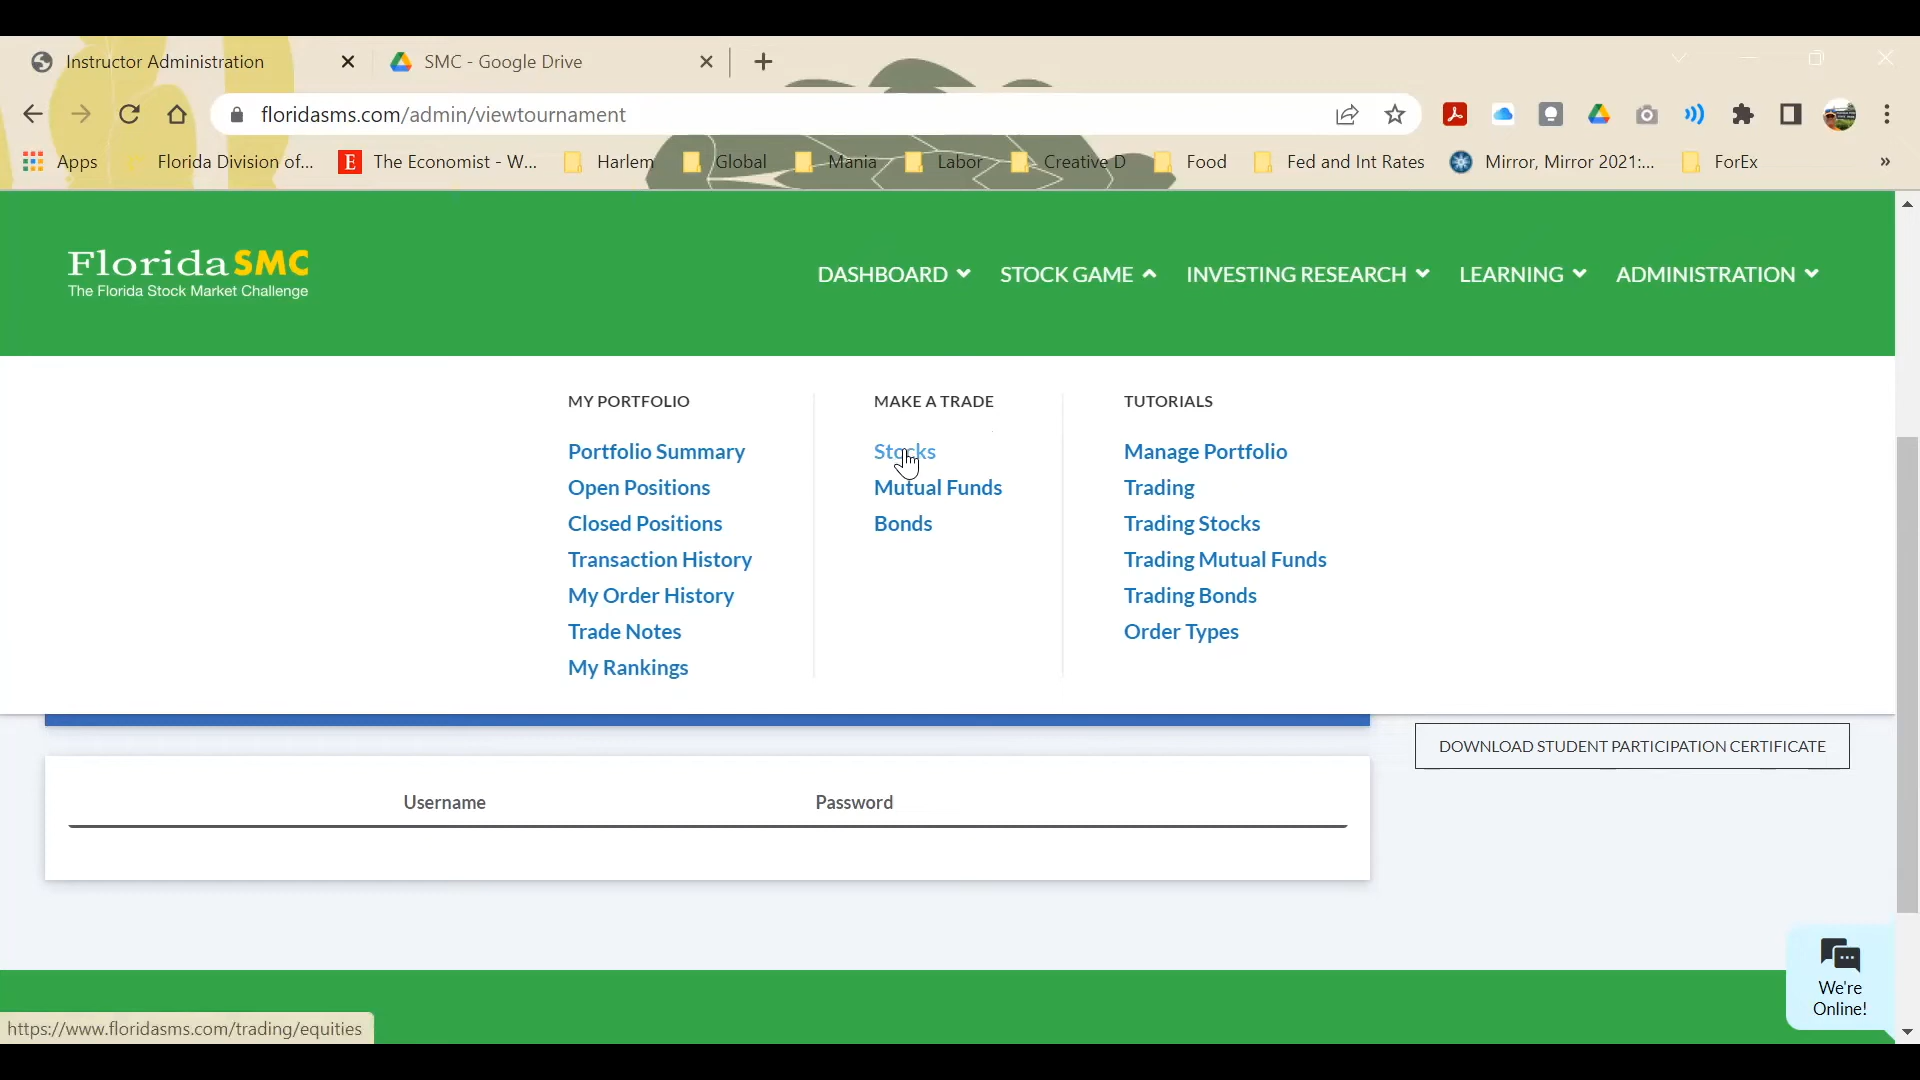 Instructor Administration
SMC - Google Drive
floridasms.com/admin/viewtournament
Apps
Florida Division of...
E
The Economist - W...
Harlem
Global
Mania
Labor
Creative D
Food
Fed and Int Rates
Mirror, Mirror 2021:...
ForEx
»
Florida SMC
The Florida Stock Market Challenge
DASHBOARD
STOCK GAME
INVESTING RESEARCH
LEARNING
ADMINISTRATION
MY PORTFOLIO
Portfolio Summary
Open Positions
Closed Positions
Transaction History
My Order History
Trade Notes
My Rankings
MAKE A TRADE
Stocks
Mutual Funds
Bonds
TUTORIALS
Manage Portfolio
Trading
Trading Stocks
Trading Mutual Funds
Trading Bonds
Order Types
DOWNLOAD STUDENT PARTICIPATION CERTIFICATE
Username
Password
We're
Online!
https://www.floridasms.com/trading/equities